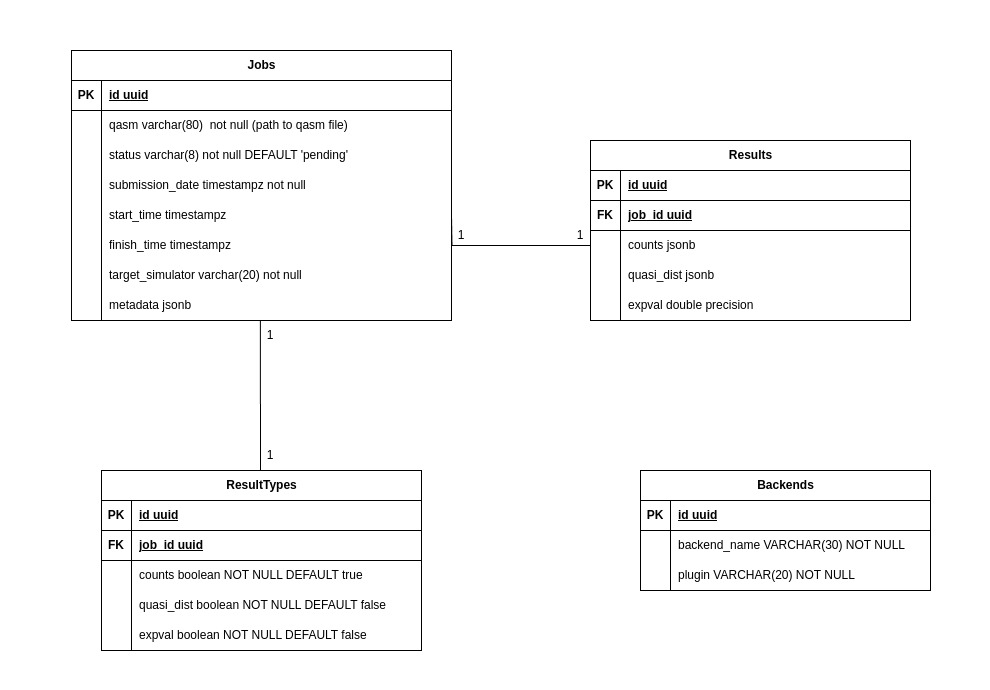 Jobs
PK id uuid
qasm varchar(80)  not null (path to qasm file)
status varchar(8) not null DEFAULT 'pending'
submission_date timestampz not null
start_time timestampz
finish_time timestampz
target_simulator varchar(20) not null
metadata jsonb
1 1
Results
PK id uuid
FK job_id uuid
counts jsonb
quasi_dist jsonb
expval double precision
1
1
ResultTypes
PK id uuid
FK job_id uuid
counts boolean NOT NULL DEFAULT true
quasi_dist boolean NOT NULL DEFAULT false
expval boolean NOT NULL DEFAULT false
Backends
PK id uuid
backend_name VARCHAR(30) NOT NULL
plugin VARCHAR(20) NOT NULL